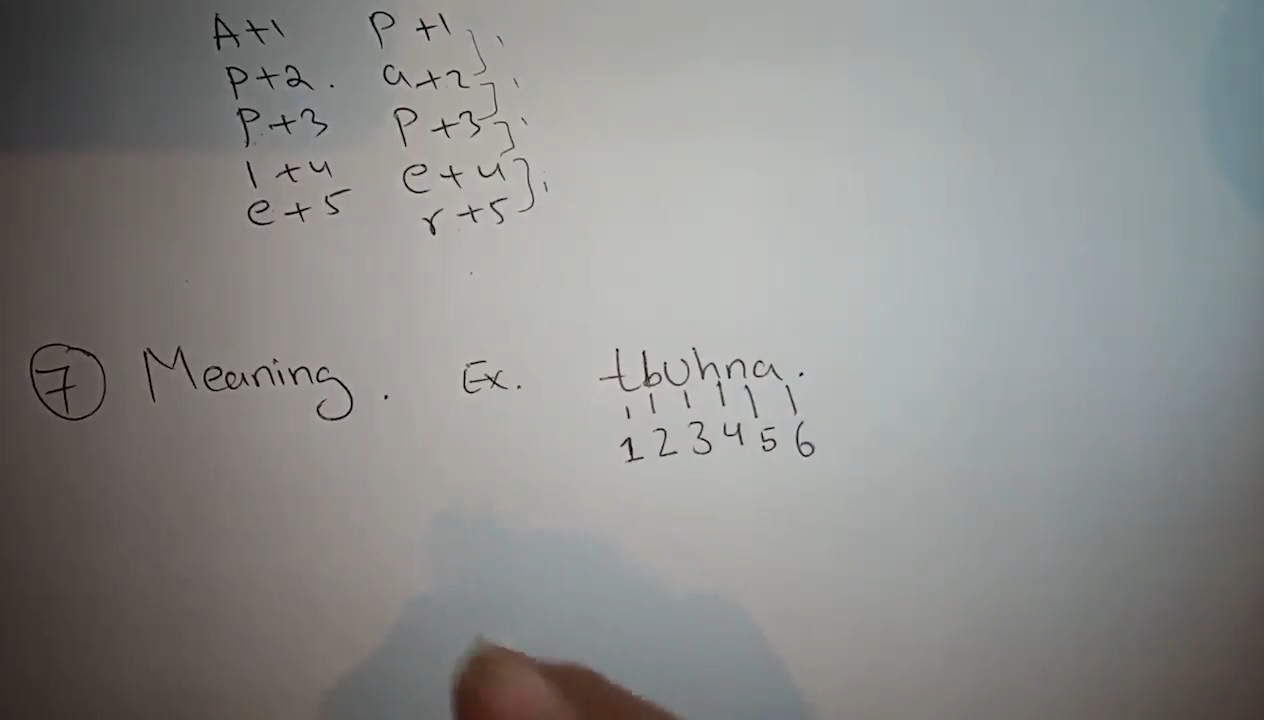 A+1 P+1
P+2. a+2
P+3 P+3
l+4 e+4
e+5 r+5
7 Meaning. Ex. tbuhna.
1 2 3 4 5 6